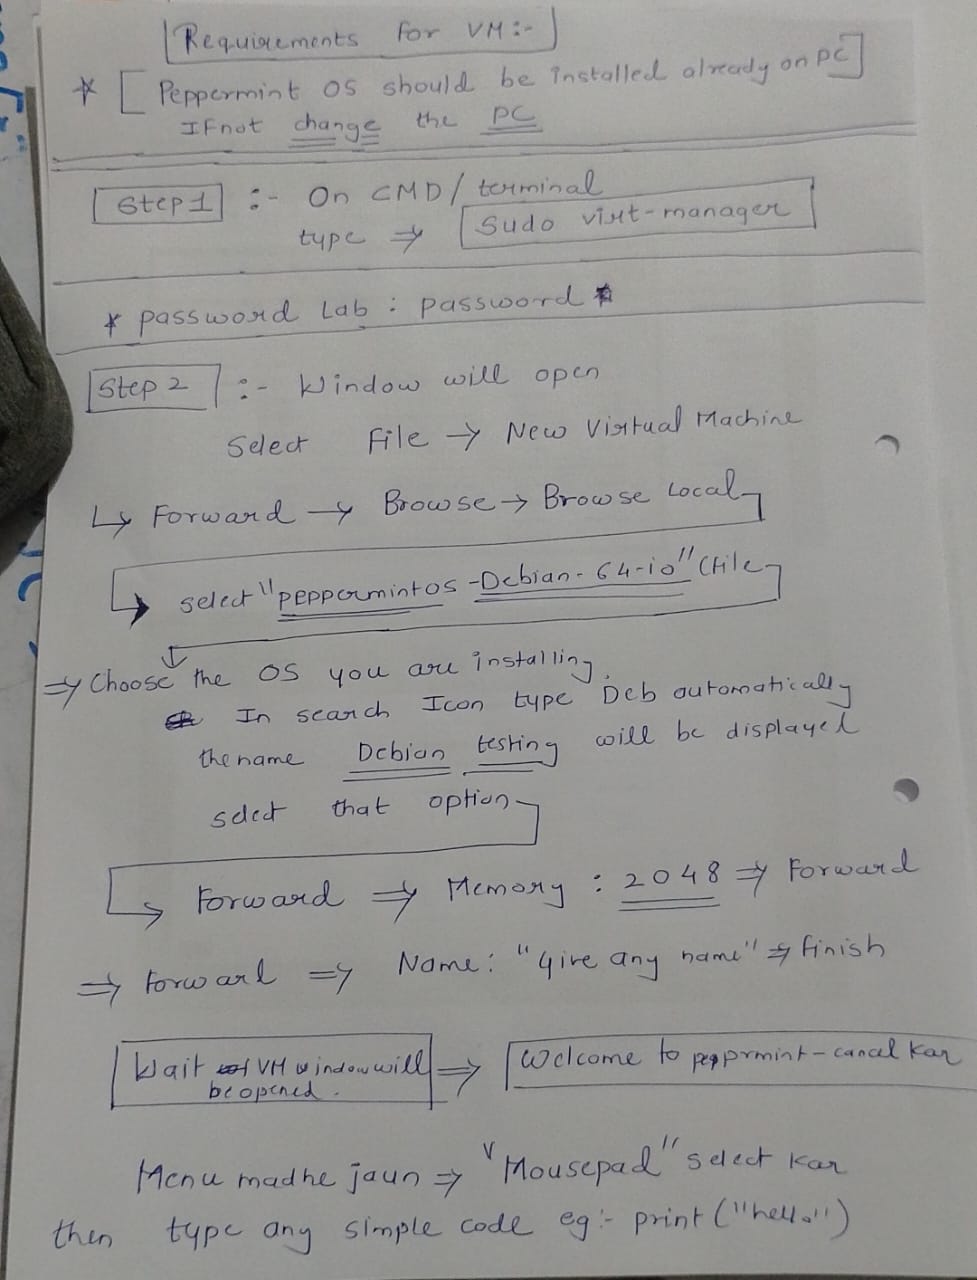 Requirements for VM:-
* [Peppermint OS should be installed already on PC]
IF not change the PC
Step 1 :- On CMD/terminal
type ⇒ Sudo virt-manager
* password Lab : password *
Step 2 :- Window will open
Select File → New Virtual Machine
↳ Forward → Browse → Browse Local
↳ select "peppermintos-Debian-64-io" (file
⇒ Choose the OS you are installing.
In search Icon type Deb automatically
the name Debian testing will be displayed
select that option
↳ Forward ⇒ Memory : 2048 ⇒ Forward
⇒ Forward ⇒ Name: "give any name" ⇒ finish
Wait VM window will be opened. ⇒ Welcome to pepprmint - cancel kar
Menu madhe jaun ⇒ "Mousepad" select kar
then type any simple code eg:- print("hello")